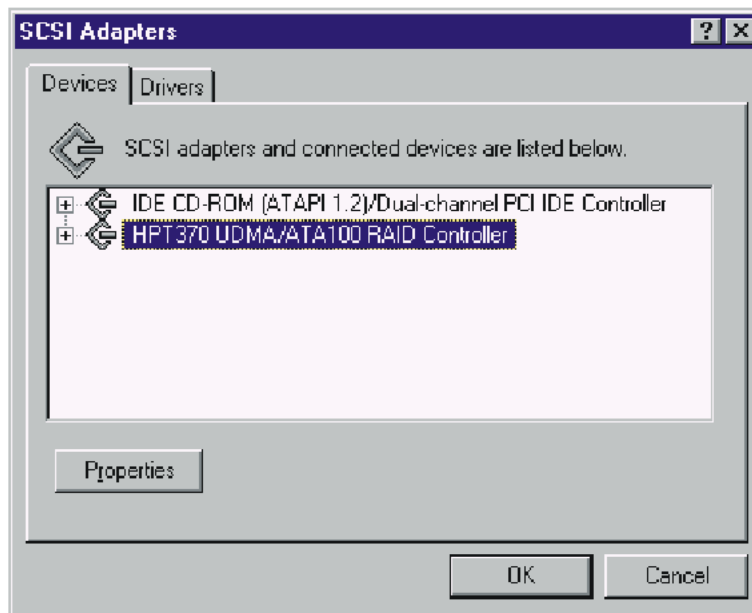 SCSI Adapters
Devices
Drivers
SCSI adapters and connected devices are listed below.
IDE CD-ROM (ATAPI 1.2)/Dual-channel PCI IDE Controller
HPT370 UDMA/ATA100 RAID Controller
Properties
OK
Cancel